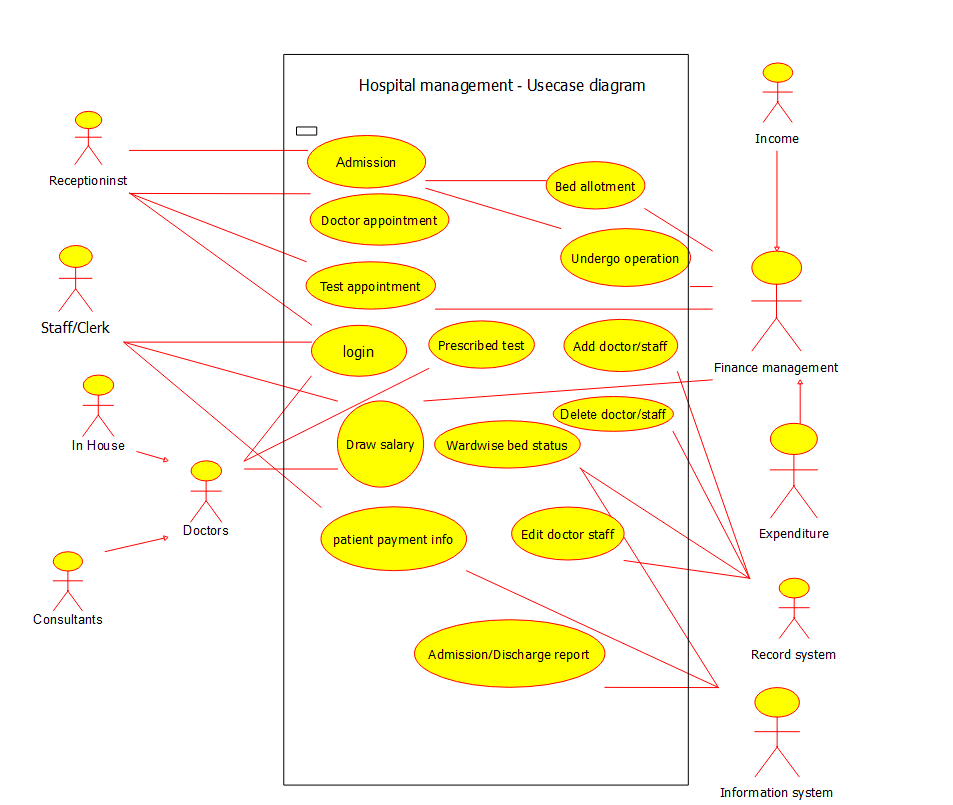 Hospital management - Usecase diagram
Income
Receptioninst
Admission
Bed allotment
Doctor appointment
Undergo operation
Test appointment
Staff/Clerk
login
Prescribed test
Add doctor/staff
Finance management
Delete doctor/staff
In House
Draw salary
Wardwise bed status
Doctors
patient payment info
Edit doctor staff
Expenditure
Consultants
Admission/Discharge report
Record system
Information system